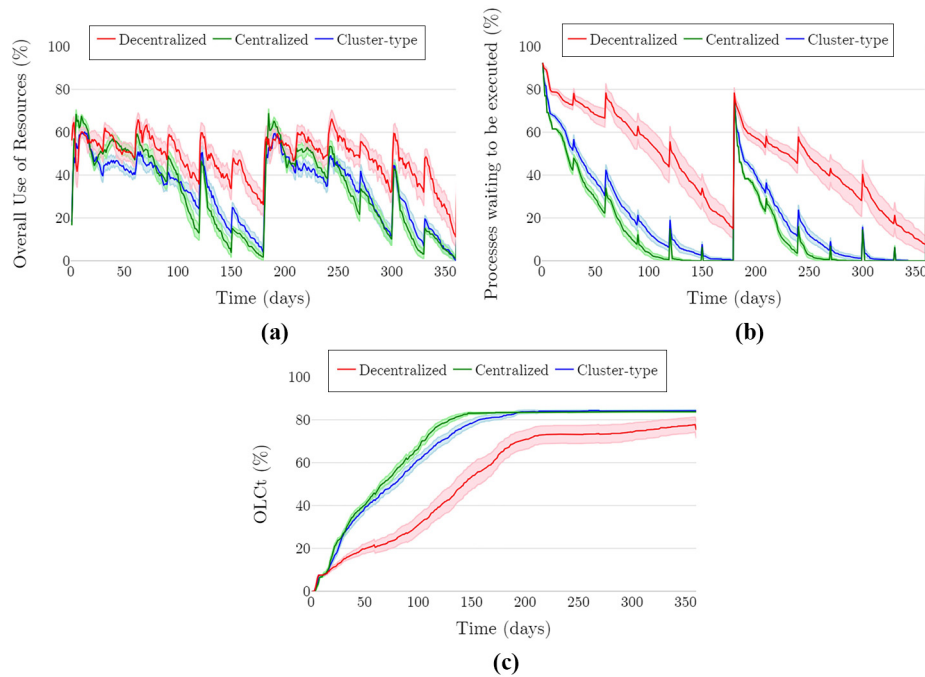 Decentralized Centralized Cluster-type
Overall Use of Resources (%)
100
80
60
40
20
0
0 50 100 150 200 250 300 350
Time (days)
(a)
Decentralized Centralized Cluster-type
Processes waiting to be executed (%)
100
80
60
40
20
0
0 50 100 150 200 250 300 350
Time (days)
(b)
Decentralized Centralized Cluster-type
OLCt (%)
100
80
60
40
20
0
0 50 100 150 200 250 300 350
Time (days)
(c)